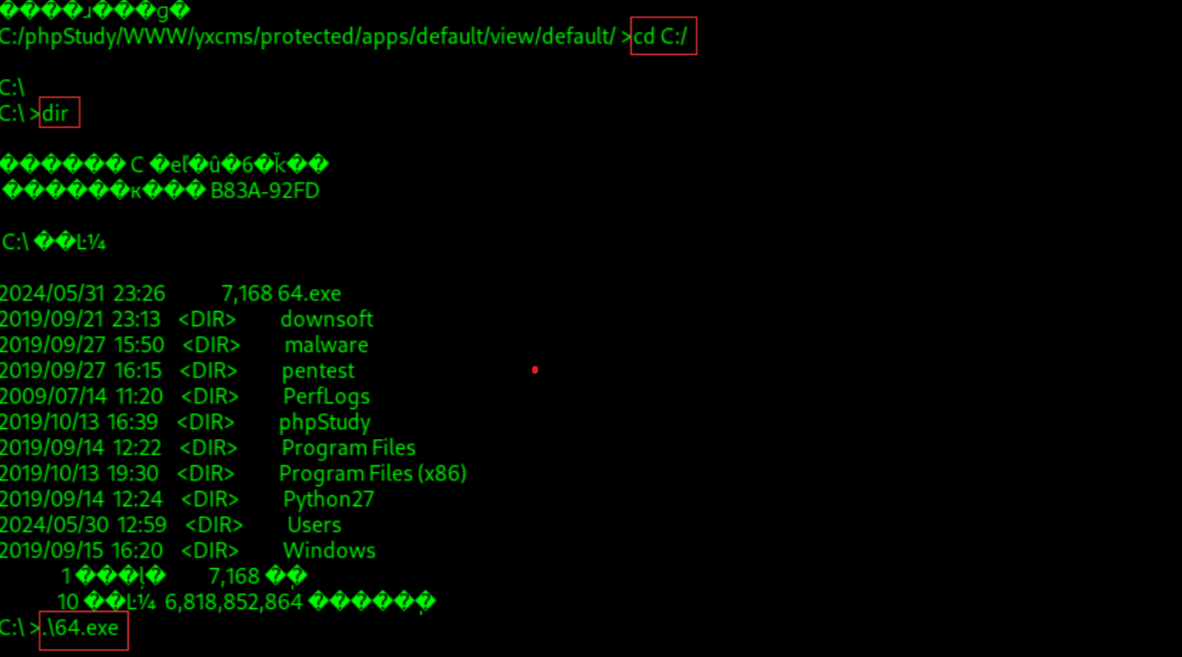 ����ɹ���ɡ�
C:/phpStudy/WWW/yxcms/protected/apps/default/view/default/ >cd C:/
C:\
C:\ >dir
������ C �eľ�û�6�ǩ��
������к��� B83A-92FD
C:\ ��Ŀ¼
2024/05/31 23:26 7,168 64.exe
2019/09/21 23:13 <DIR> downsoft
2019/09/27 15:50 <DIR> malware
2019/09/27 16:15 <DIR> pentest
2009/07/14 11:20 <DIR> PerfLogs
2019/10/13 16:39 <DIR> phpStudy
2019/09/14 12:22 <DIR> Program Files
2019/10/13 19:30 <DIR> Program Files (x86)
2019/09/14 12:24 <DIR> Python27
2024/05/30 12:59 <DIR> Users
2019/09/15 16:20 <DIR> Windows
1 ���ļ� 7,168 ��
10 ��Ŀ¼ 6,818,852,864 ������
C:\ >.\64.exe